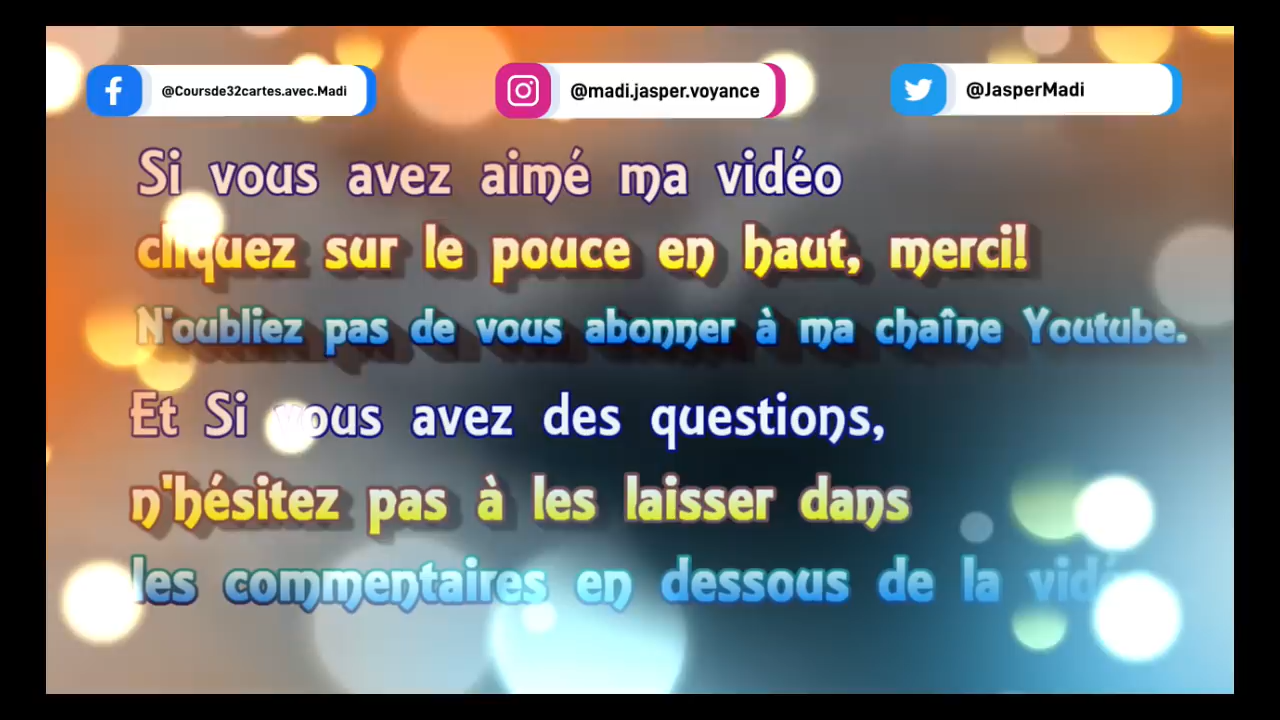 @Coursde32cartes.avec.Madi
@madi.jasper.voyance
@JasperMadi
Si vous avez aimé ma vidéo
cliquez sur le pouce en haut, merci!
N'oubliez pas de vous abonner à ma chaîne Youtube.
Et Si vous avez des questions,
n'hésitez pas à les laisser dans
les commentaires en dessous de la